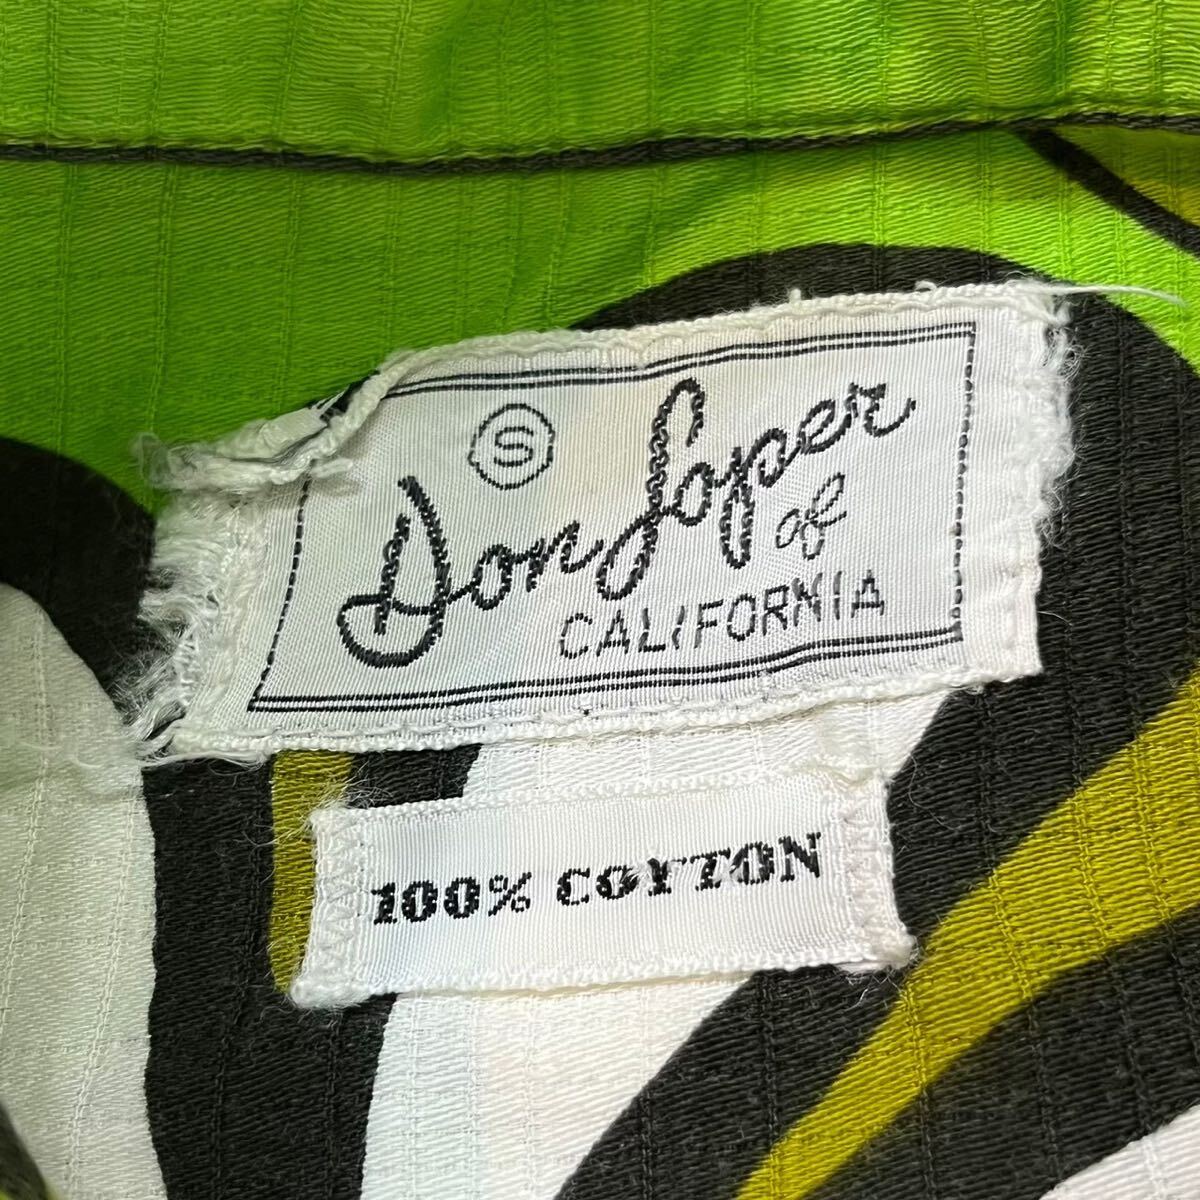 S
Don Loper
of
CALIFORNIA
100% COTTON